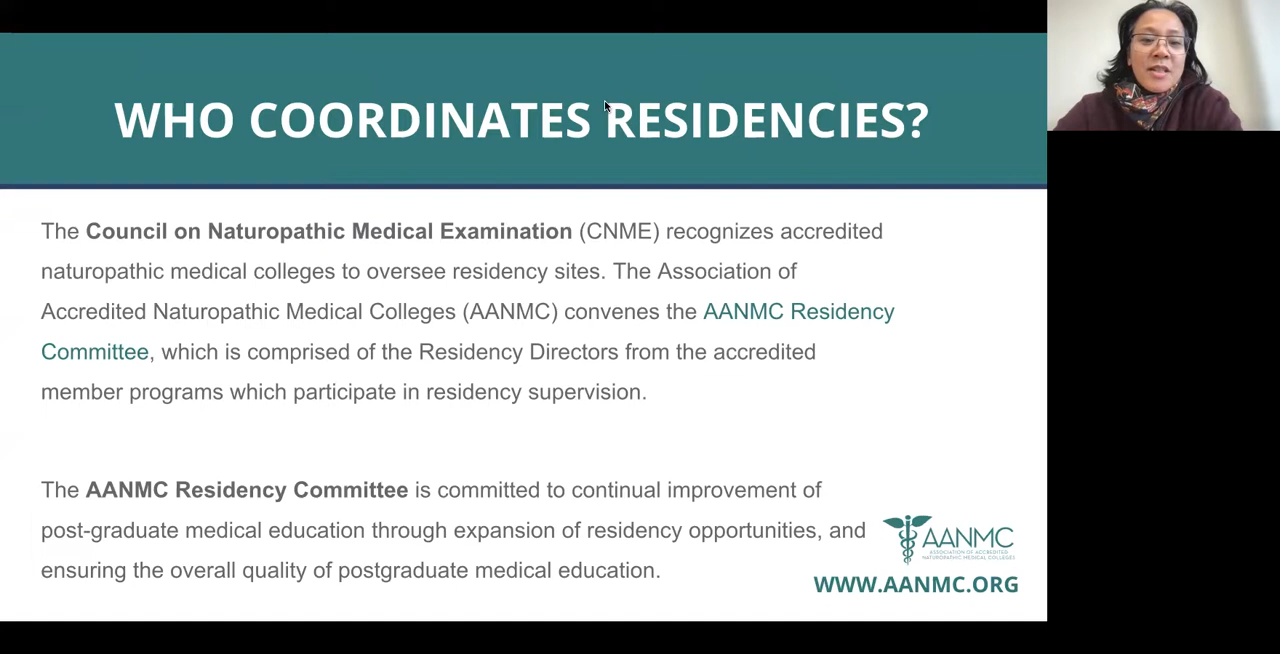 WHO COORDINATES RESIDENCIES?
The Council on Naturopathic Medical Examination (CNME) recognizes accredited
naturopathic medical colleges to oversee residency sites. The Association of
Accredited Naturopathic Medical Colleges (AANMC) convenes the AANMC Residency
Committee, which is comprised of the Residency Directors from the accredited
member programs which participate in residency supervision.
The AANMC Residency Committee is committed to continual improvement of
post-graduate medical education through expansion of residency opportunities, and
ensuring the overall quality of postgraduate medical education.
AANMC
ASSOCIATION OF ACCREDITED
NATUROPATHIC MEDICAL COLLEGES
WWW.AANMC.ORG